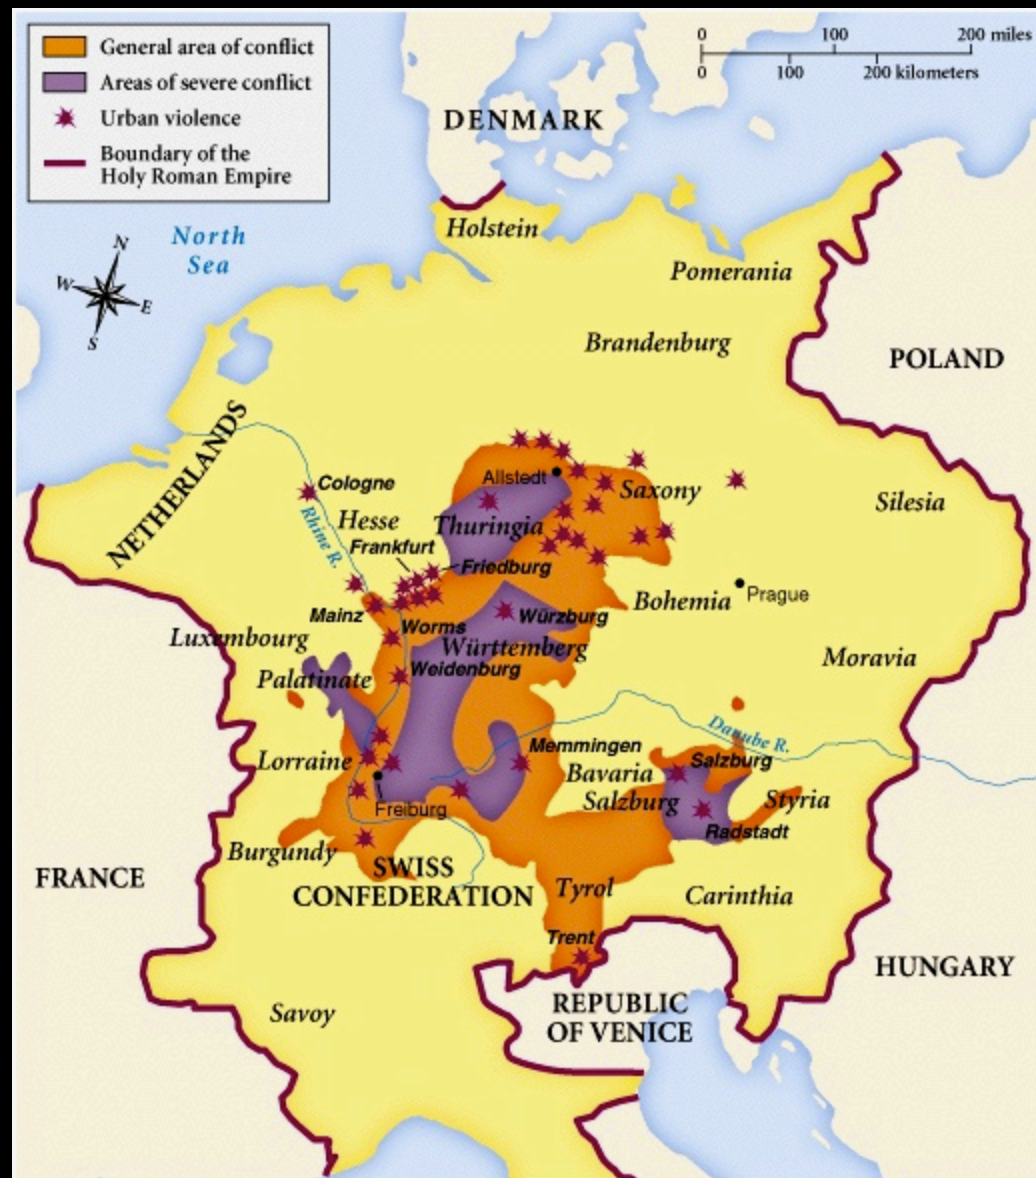 General area of conflict
Areas of severe conflict
Urban violence
Boundary of the
Holy Roman Empire
0 100 200 miles
0 100 200 kilometers
DENMARK
Holstein
North
Sea
N
W
E
S
Pomerania
Brandenburg
POLAND
NETHERLANDS
Cologne
Rhine R.
Hesse
Frankfurt
Allstedt
Thuringia
Saxony
Silesia
Friedburg
Mainz
Worms
Würzburg
Württemberg
Bohemia
Prague
Luxembourg
Palatinate
Weidenburg
Moravia
Lorraine
Freiburg
Memmingen
Bavaria
Danube R.
Salzburg
Salzburg
Styria
Radstadt
Burgundy
SWISS
CONFEDERATION
FRANCE
Tyrol
Carinthia
Trent
HUNGARY
REPUBLIC
OF VENICE
Savoy